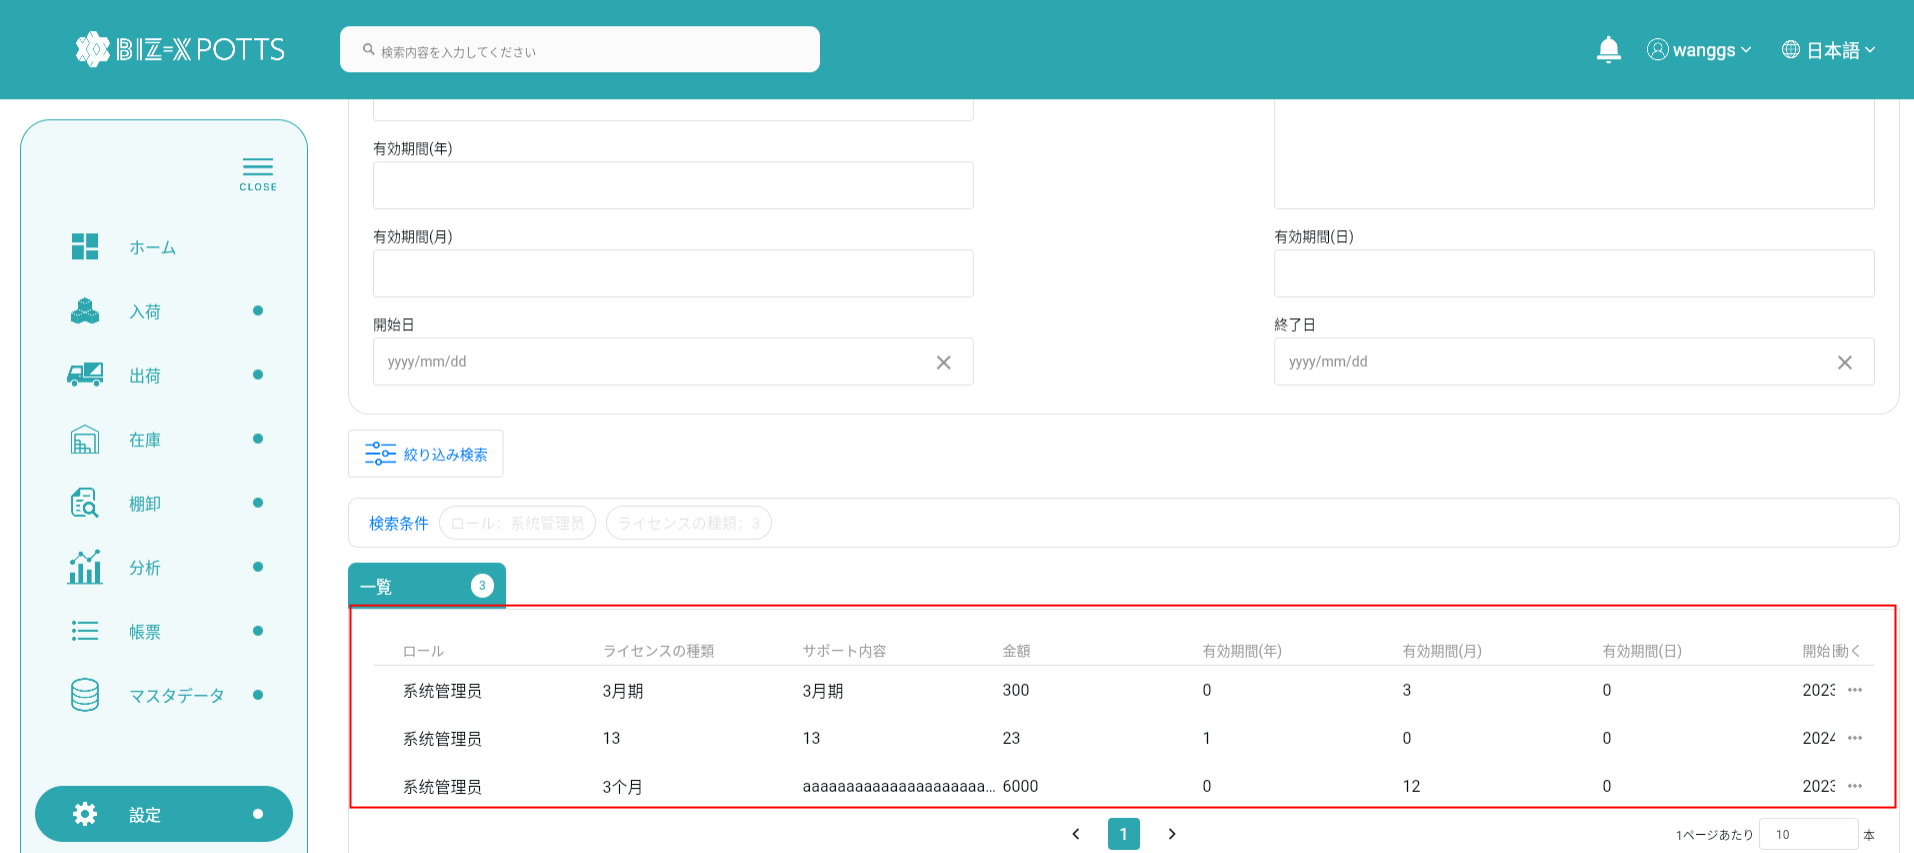 BIZ=X POTTS
検索内容を入力してください
wanggs
日本語
CLOSE
ホーム
入荷
出荷
在庫
棚卸
分析
帳票
マスタデータ
設定
有効期間(年)
有効期間(月) 有効期間(日)
開始日 終了日
yyyy/mm/dd yyyy/mm/dd
絞り込み検索
検索条件 ロール: 系统管理员 ライセンスの種類: 3
一覧 3
ロール ライセンスの種類 サポート内容 金額 有効期間(年) 有効期間(月) 有効期間(日) 開始 動く
系统管理员 3月期 3月期 300 0 3 0 2023 •••
系统管理员 13 13 23 1 0 0 2024 •••
系统管理员 3个月 aaaaaaaaaaaaaaaaaaaaa... 6000 0 12 0 2023 •••
1
1ページあたり 10 本